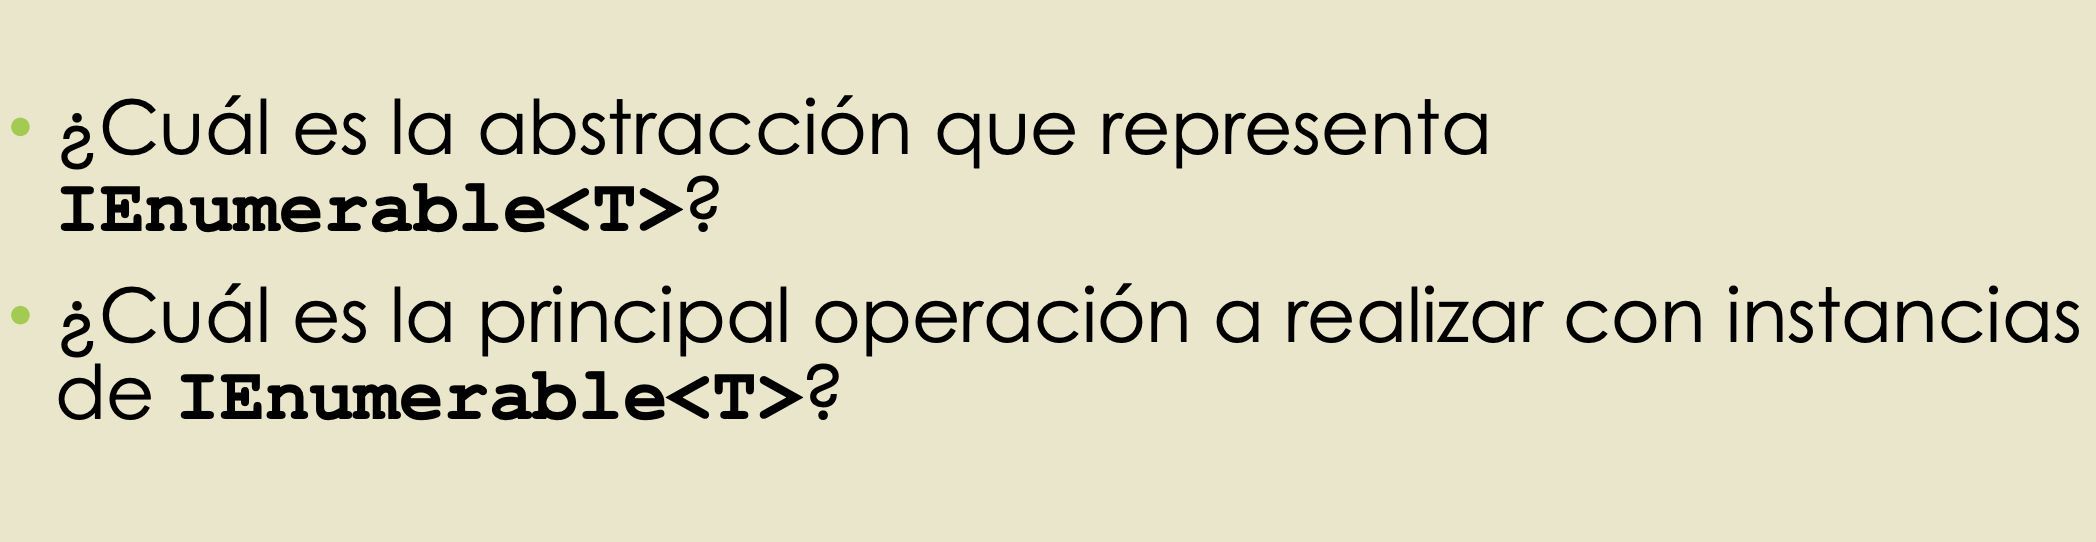 • ¿Cuál es la abstracción que representa
IEnumerable<T>?
• ¿Cuál es la principal operación a realizar con instancias
de IEnumerable<T>?